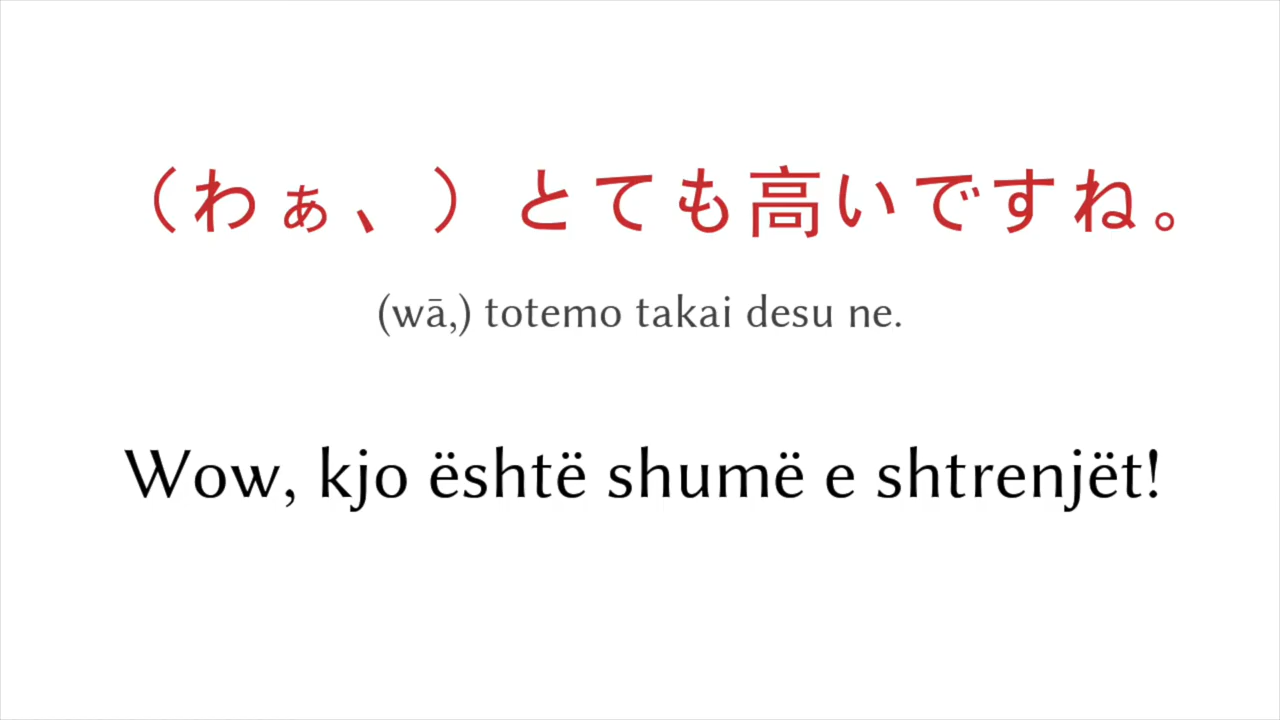 （わぁ、）とても高いですね。
(wā,) totemo takai desu ne.
Wow, kjo është shumë e shtrenjët!